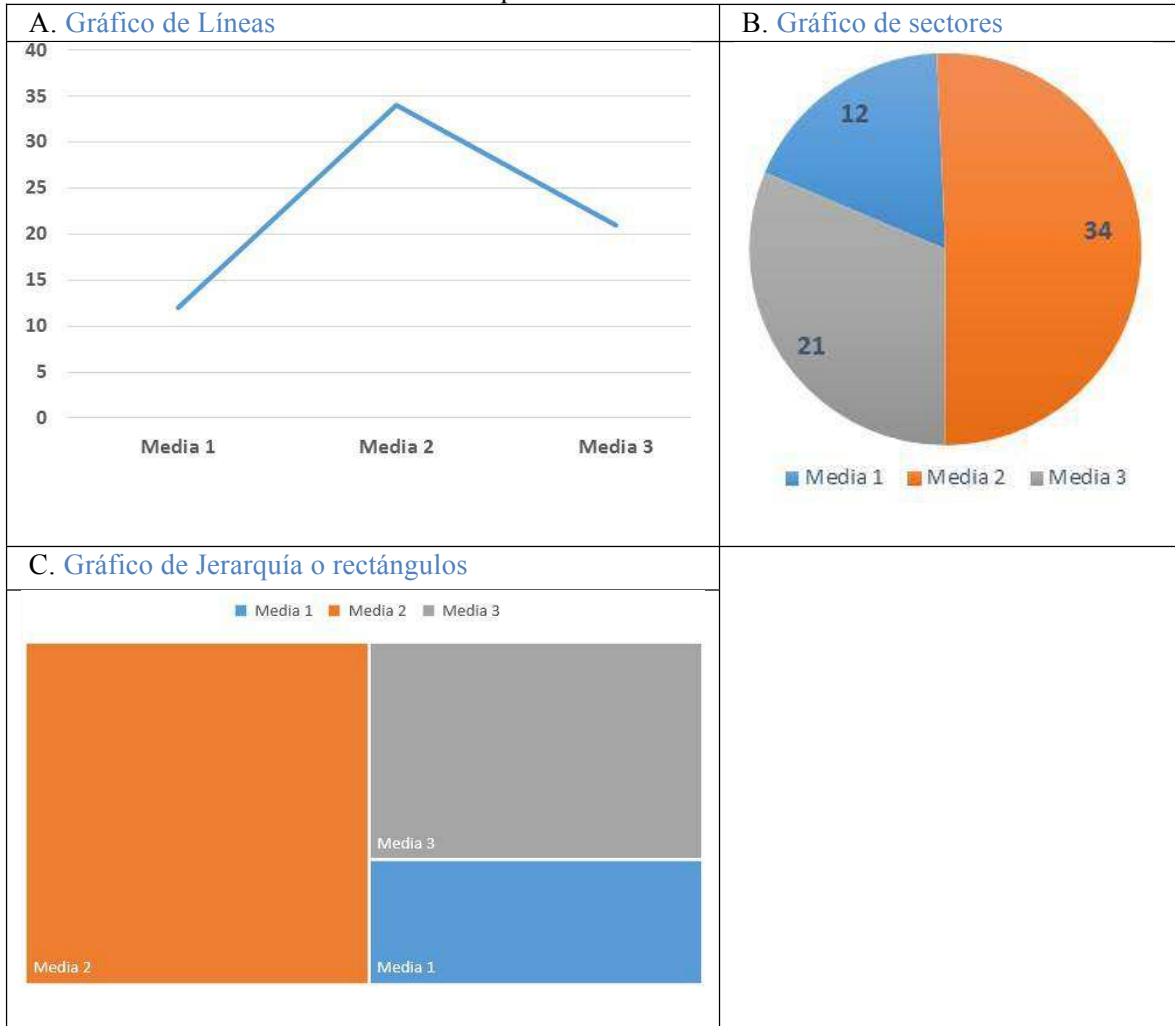 A. Gráfico de Líneas
40
35
30
25
20
15
10
5
0
Media 1 Media 2 Media 3
B. Gráfico de sectores
12
34
21
Media 1 Media 2 Media 3
C. Gráfico de Jerarquía o rectángulos
Media 1 Media 2 Media 3
Media 3
Media 2
Media 1